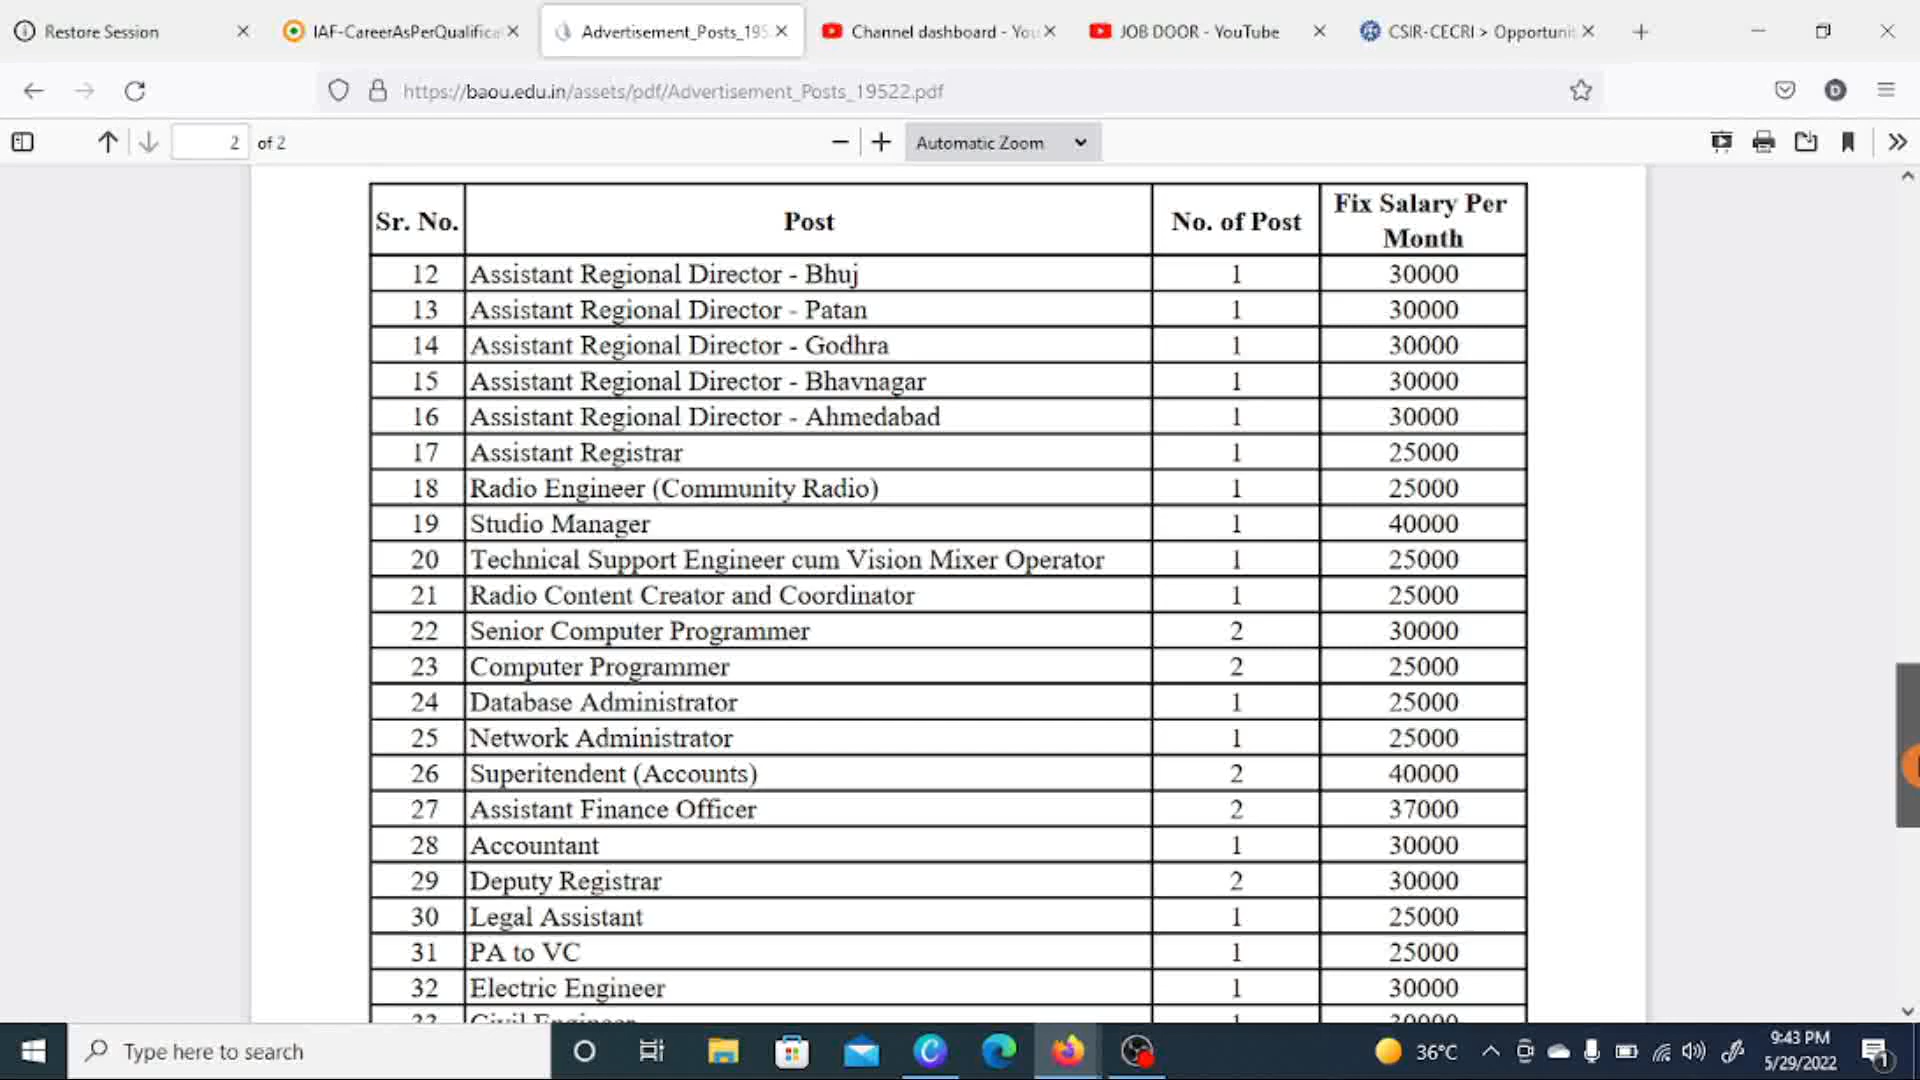 Restore Session
IAF-CareerAsPerQualifica
Advertisement_Posts_195
Channel dashboard - You
JOB DOOR - YouTube
CSIR-CECRI > Opportuni
https://baou.edu.in/assets/pdf/Advertisement_Posts_19522.pdf
2 of 2
Automatic Zoom
Sr. No. Post No. of Post Fix Salary Per Month
12 Assistant Regional Director - Bhuj 1 30000
13 Assistant Regional Director - Patan 1 30000
14 Assistant Regional Director - Godhra 1 30000
15 Assistant Regional Director - Bhavnagar 1 30000
16 Assistant Regional Director - Ahmedabad 1 30000
17 Assistant Registrar 1 25000
18 Radio Engineer (Community Radio) 1 25000
19 Studio Manager 1 40000
20 Technical Support Engineer cum Vision Mixer Operator 1 25000
21 Radio Content Creator and Coordinator 1 25000
22 Senior Computer Programmer 2 30000
23 Computer Programmer 2 25000
24 Database Administrator 1 25000
25 Network Administrator 1 25000
26 Superitendent (Accounts) 2 40000
27 Assistant Finance Officer 2 37000
28 Accountant 1 30000
29 Deputy Registrar 2 30000
30 Legal Assistant 1 25000
31 PA to VC 1 25000
32 Electric Engineer 1 30000
33 Civil Engineer 1 30000
Type here to search
36°C
9:43 PM
5/29/2022
1